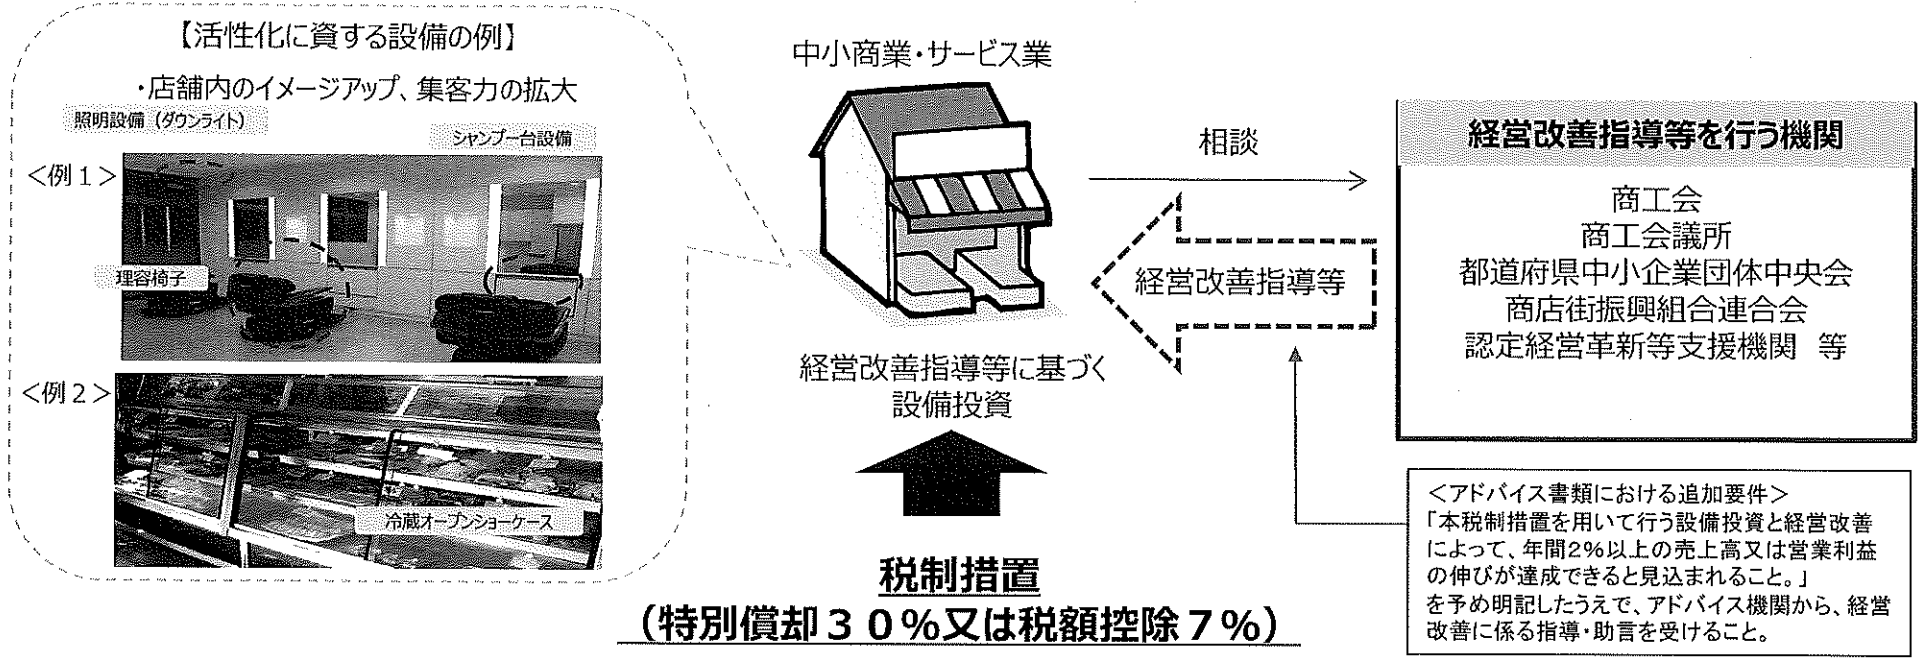 【活性化に資する設備の例】
・店舗内のイメージアップ、集客力の拡大
照明設備（ダウンライト）
シャンプー台設備
＜例１＞
理容椅子
＜例２＞
冷蔵オープンショーケース
中小商業・サービス業
相談
経営改善指導等
経営改善指導等に基づく
設備投資
税制措置
（特別償却３０％又は税額控除７％）
経営改善指導等を行う機関
商工会
商工会議所
都道府県中小企業団体中央会
商店街振興組合連合会
認定経営革新等支援機関　等
＜アドバイス書類における追加要件＞
「本税制措置を用いて行う設備投資と経営改善
によって、年間2％以上の売上高又は営業利益
の伸びが達成できると見込まれること。」
を予め明記したうえで、アドバイス機関から、経営
改善に係る指導・助言を受けること。